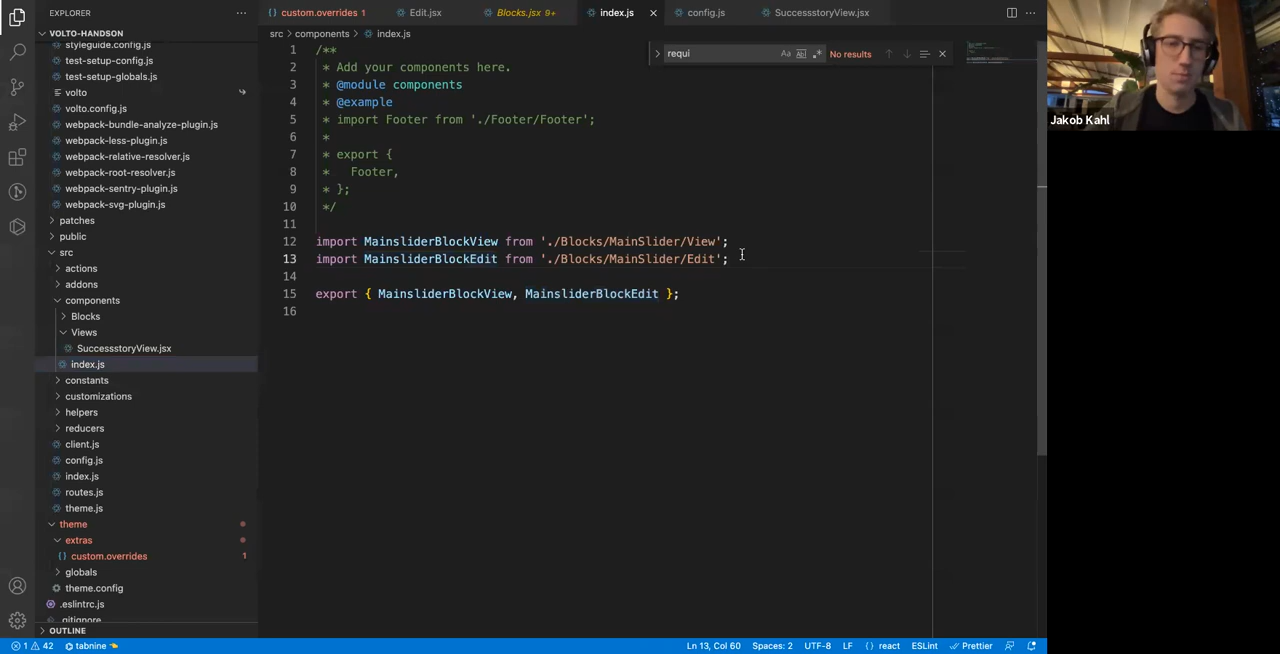 EXPLORER
VOLTO-HANDSON
styleguide.config.js
test-setup-config.js
test-setup-globals.js
volto
volto.config.js
webpack-bundle-analyze-plugin.js
webpack-less-plugin.js
webpack-relative-resolver.js
webpack-root-resolver.js
webpack-sentry-plugin.js
webpack-svg-plugin.js
patches
public
src
actions
addons
components
Blocks
Views
SuccessstoryView.jsx
index.js
constants
customizations
helpers
reducers
client.js
config.js
index.js
routes.js
theme.js
theme
extras
custom.overrides 1
globals
theme.config
.eslintrc.js
.gitignore
OUTLINE
custom.overrides 1 Edit.jsx Blocks.jsx 9+ index.js config.js SuccessstoryView.jsx
src > components > index.js
requi Aa No results
1 /**
2 * Add your components here.
3 * @module components
4 * @example
5 * import Footer from './Footer/Footer';
6 *
7 * export {
8 * Footer,
9 * };
10 */
11
12 import MainsliderBlockView from './Blocks/MainSlider/View';
13 import MainsliderBlockEdit from './Blocks/MainSlider/Edit';
14
15 export { MainsliderBlockView, MainsliderBlockEdit };
16
Jakob Kahl
1 42 tabnine Ln 13, Col 60 Spaces: 2 UTF-8 LF { } react ESLint Prettier